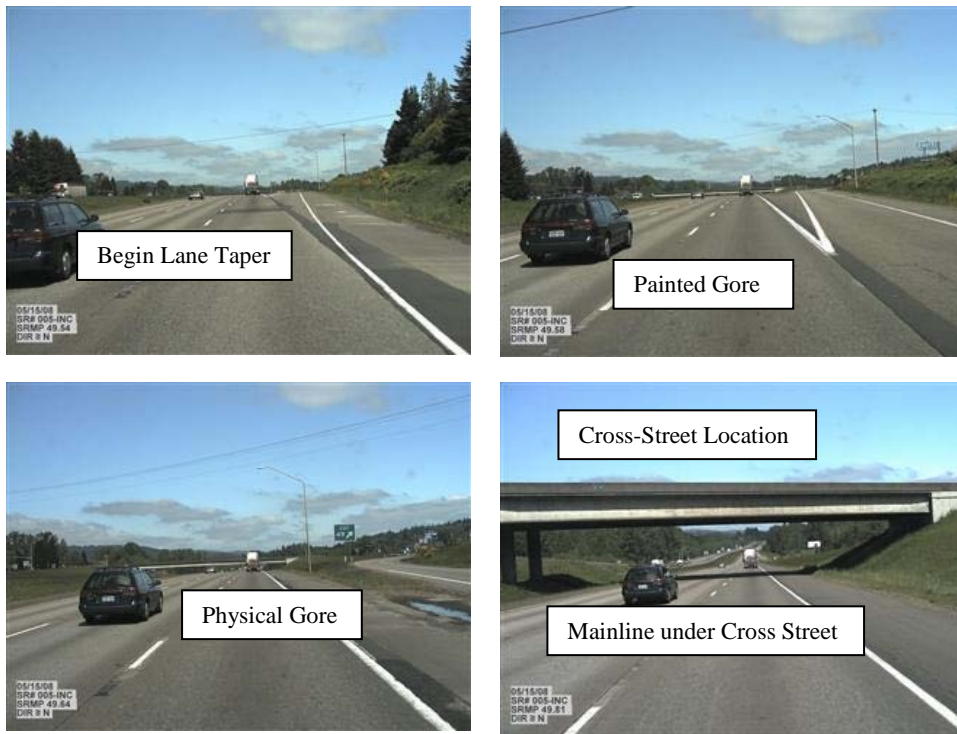 Begin Lane Taper
05/15/08
SR# 005-INC
SRMP 49.54
DIR # N
Painted Gore
05/15/08
SR# 005-INC
SRMP 49.58
DIR # N
Physical Gore
05/15/08
SR# 005-INC
SRMP 49.64
DIR # N
Cross-Street Location
Mainline under Cross Street
05/15/08
SR# 005-INC
SRMP 49.81
DIR # N